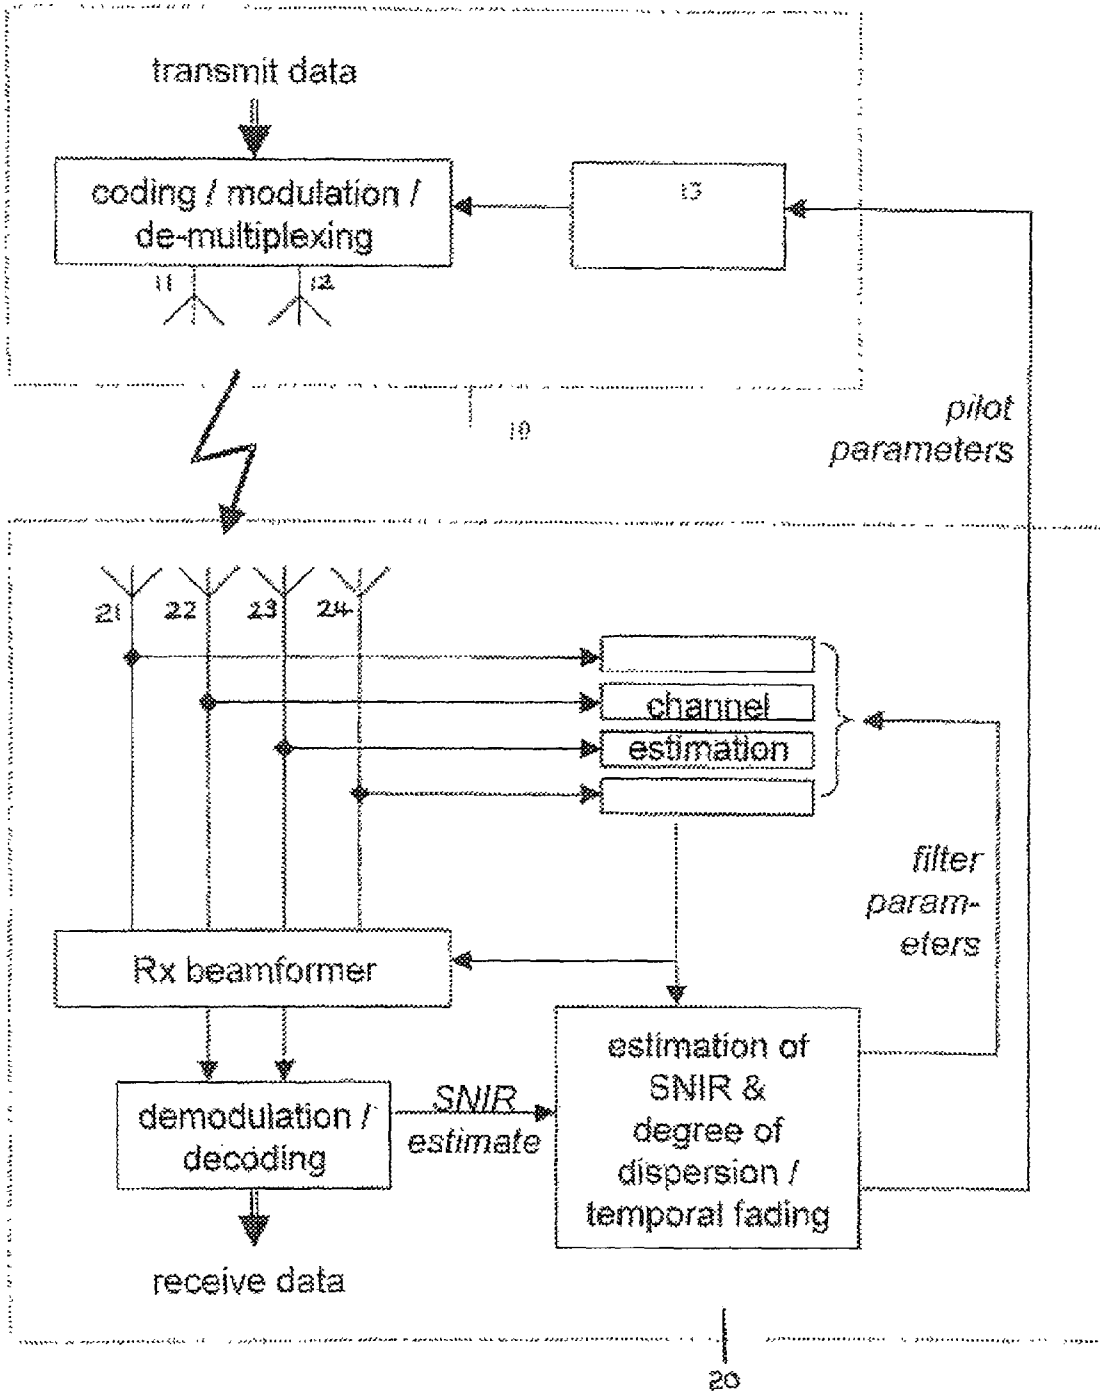 transmit data
coding / modulation /
de-multiplexing
13
11
12
10
pilot
parameters
21
22
23
24
channel
estimation
filter
param-
eters
Rx beamformer
estimation of
SNIR &
degree of
dispersion /
temporal fading
demodulation /
decoding
SNIR
estimate
receive data
20